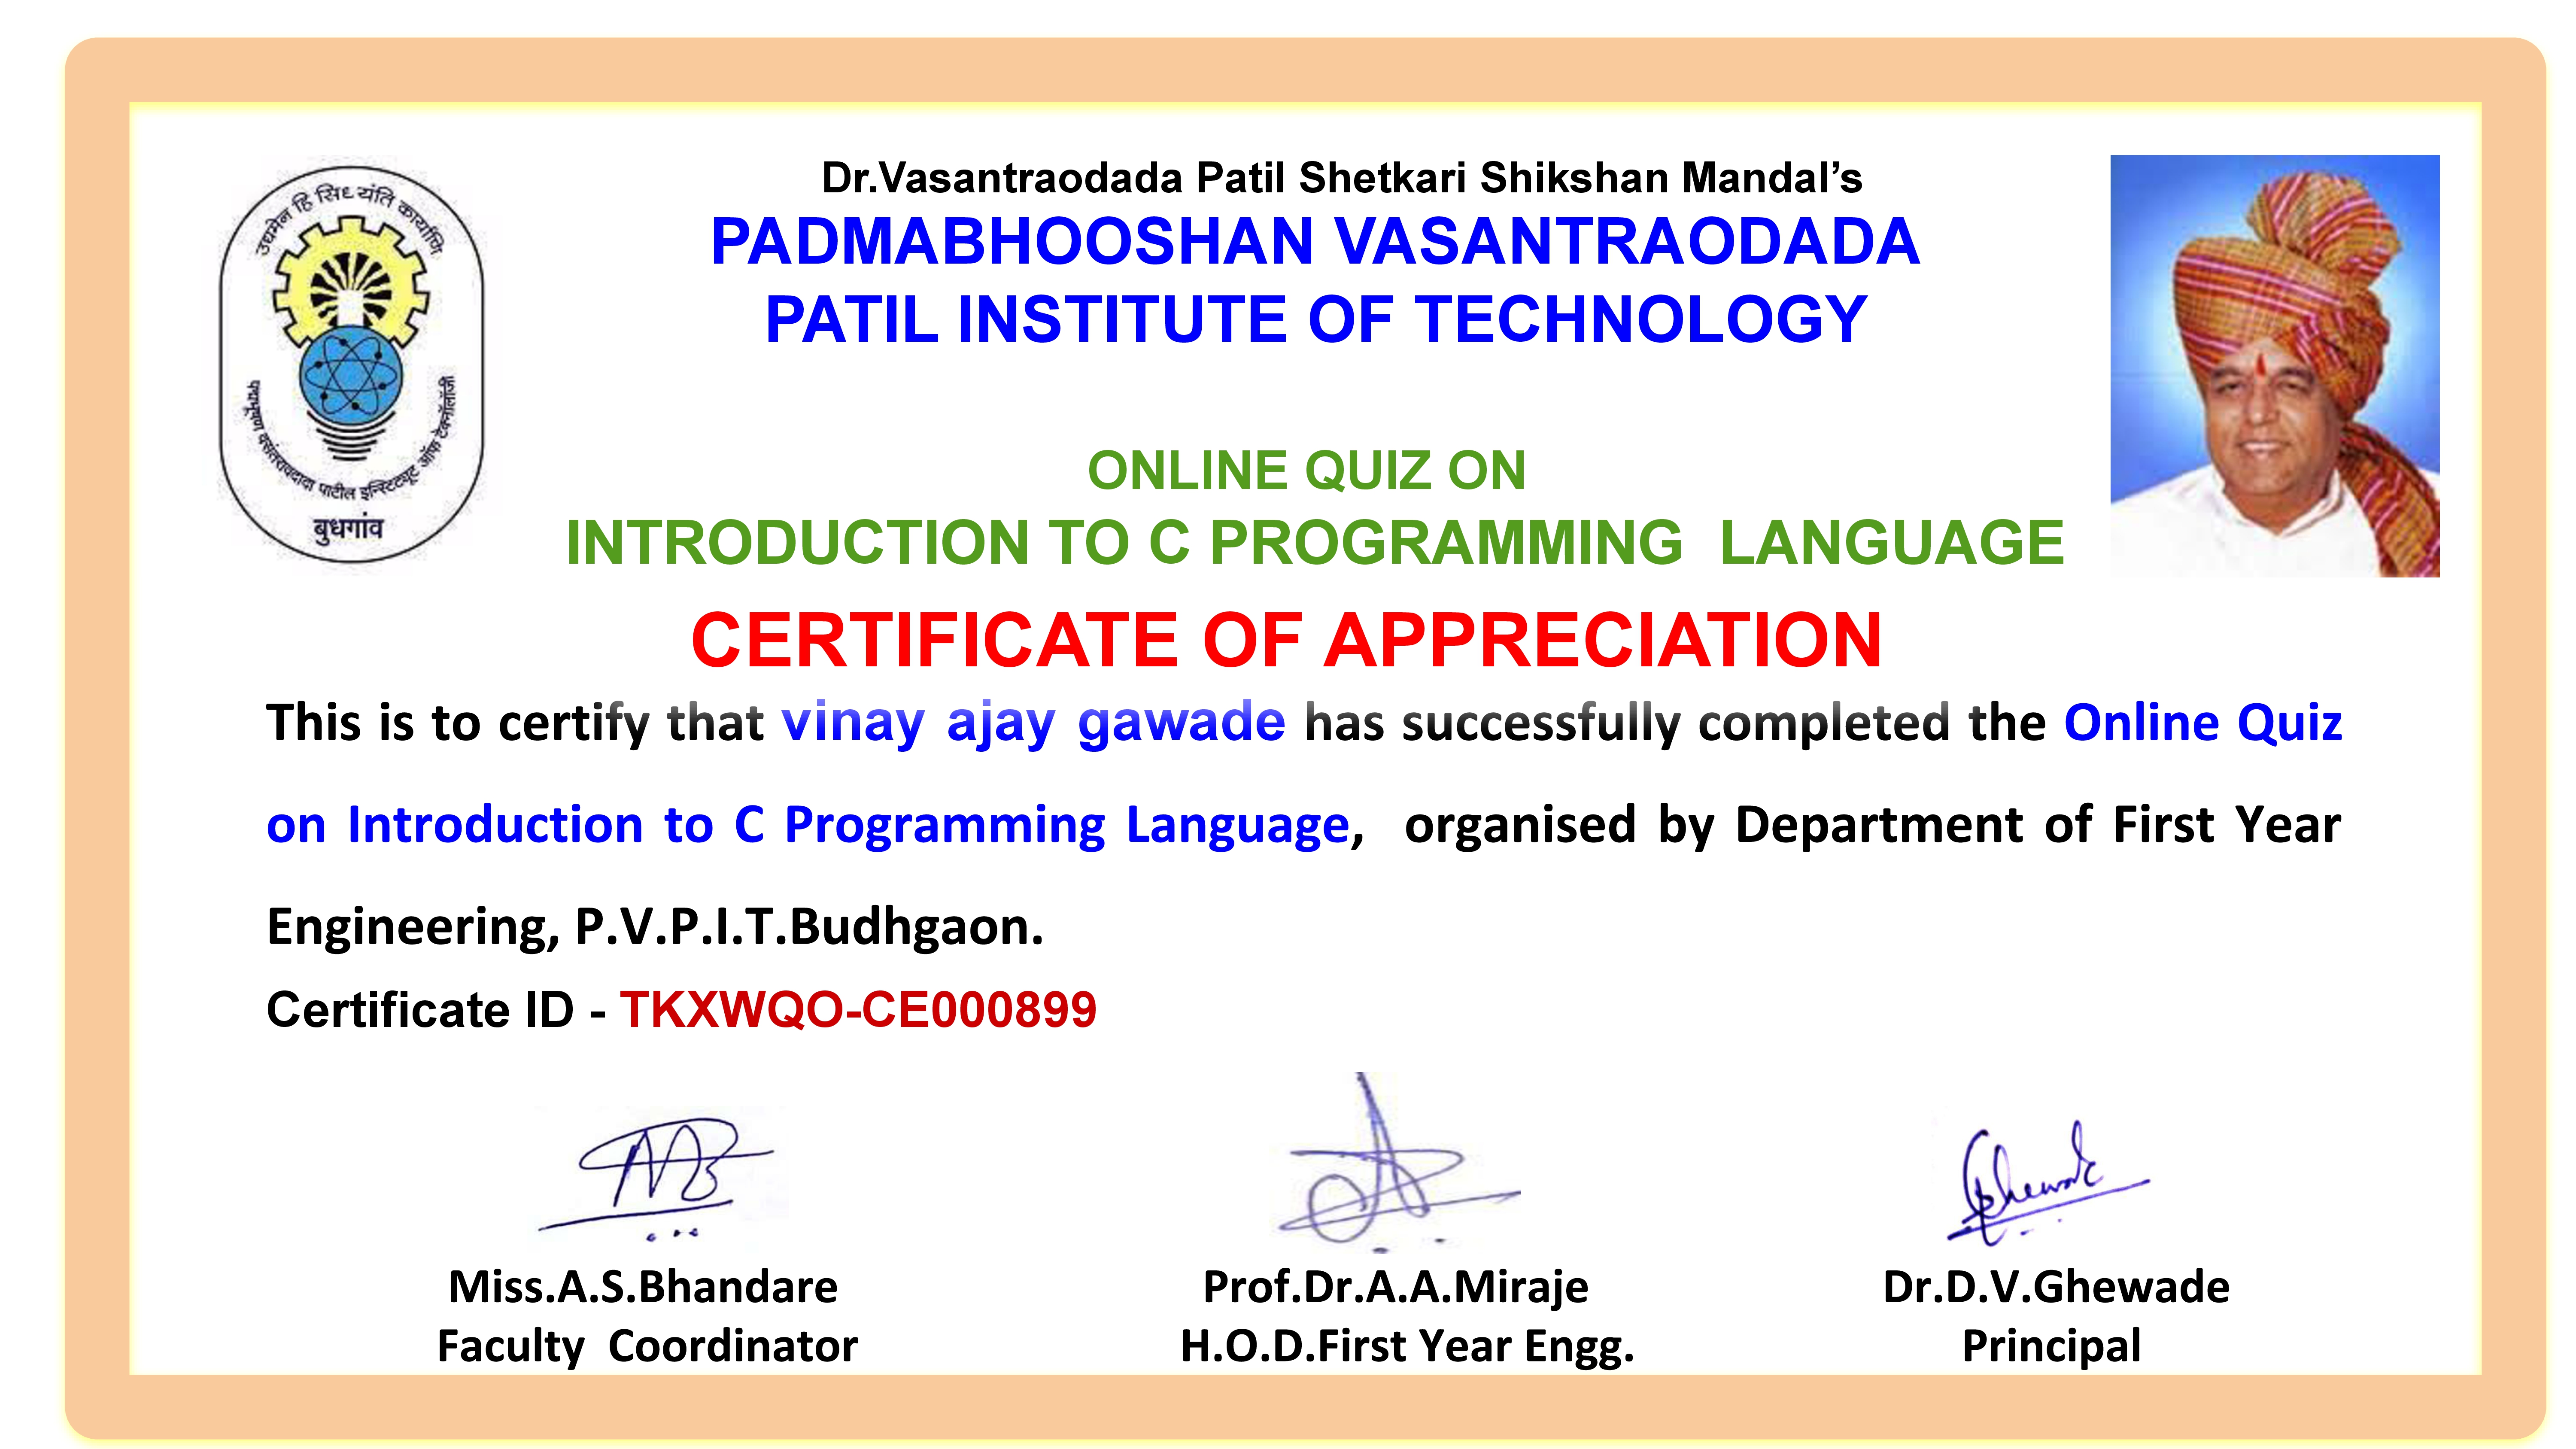 Dr.Vasantraodada Patil Shetkari Shikshan Mandal’s
PADMABHOOSHAN VASANTRAODADA
PATIL INSTITUTE OF TECHNOLOGY
उद्यमेन हि सिध्यंति कार्याणि
पद्मभूषण वसंतरावदादा पाटील इन्स्टिट्यूट ऑफ टेक्नॉलॉजी
बुधगांव
ONLINE QUIZ ON
INTRODUCTION TO C PROGRAMMING LANGUAGE
CERTIFICATE OF APPRECIATION
This is to certify that vinay ajay gawade has successfully completed the Online Quiz
on Introduction to C Programming Language, organised by Department of First Year
Engineering, P.V.P.I.T.Budhgaon.
Certificate ID - TKXWQO-CE000899
Miss.A.S.Bhandare
Faculty Coordinator
Prof.Dr.A.A.Miraje
H.O.D.First Year Engg.
Dr.D.V.Ghewade
Principal